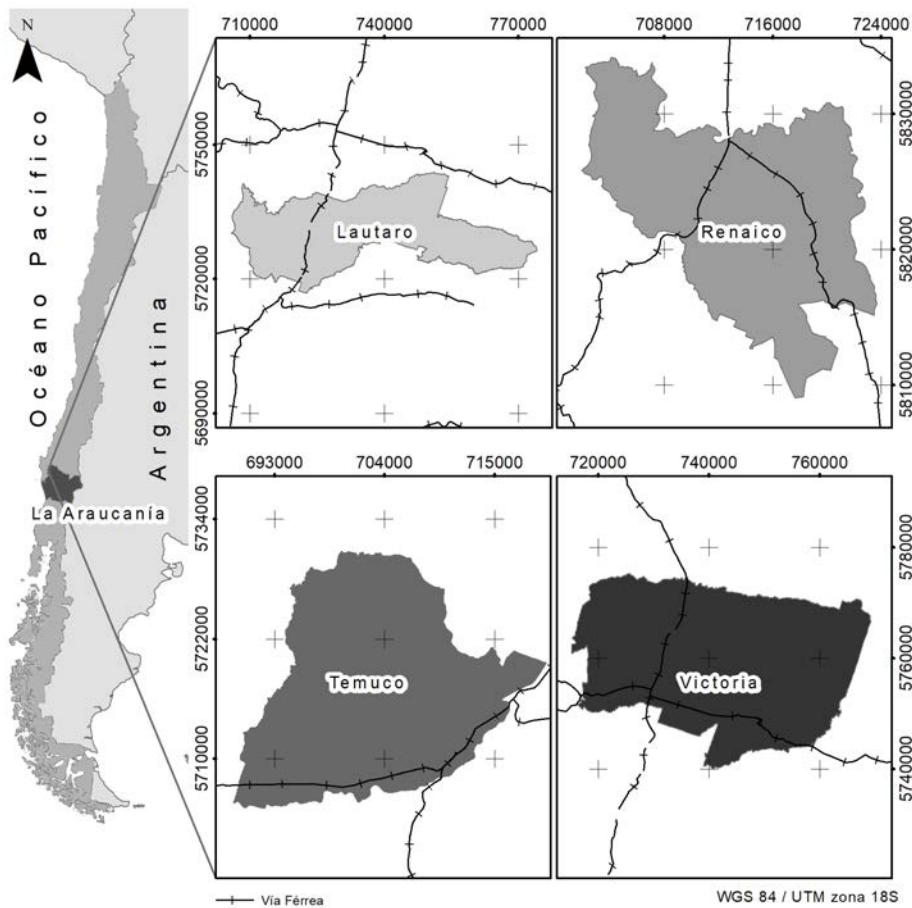 N
Océano Pacífico
Argentina
La Araucanía
710000 740000 770000
5750000
5720000
5690000
Lautaro
708000 716000 724000
5830000
5820000
5810000
Renaico
693000 704000 715000
5734000
5722000
5710000
Temuco
720000 740000 760000
5780000
5760000
5740000
Victoria
Vía Férrea
WGS 84 / UTM zona 18S